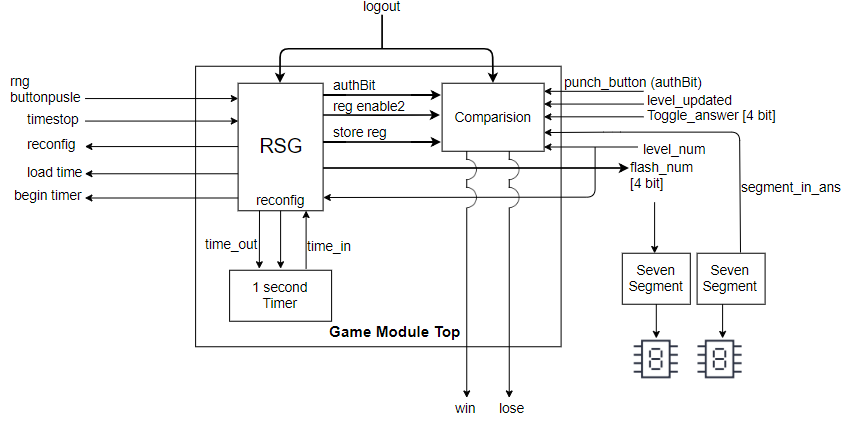 logout
rng
buttonpusle
timestop
reconfig
load time
begin timer
RSG
reconfig
authBit
reg enable2
store reg
Comparision
punch_button (authBit)
level_updated
Toggle_answer [4 bit]
level_num
flash_num
[4 bit]
segment_in_ans
time_out
time_in
1 second
Timer
Game Module Top
Seven
Segment
Seven
Segment
8
8
win
lose